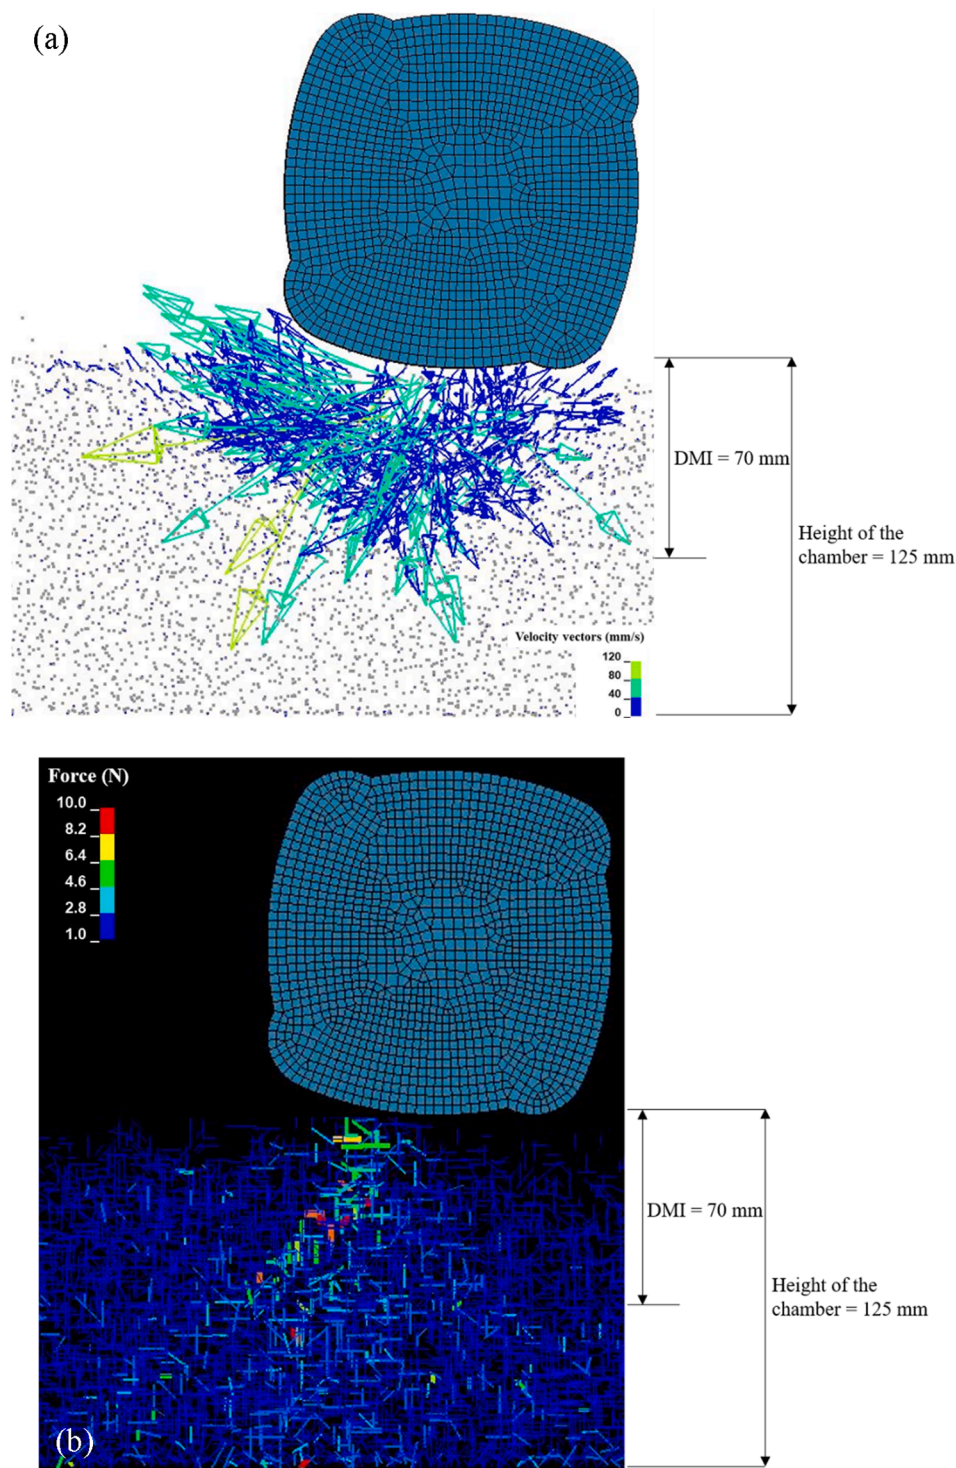 (a)
DMI = 70 mm
Height of the
chamber = 125 mm
Velocity vectors (mm/s)
120
80
40
0
Force (N)
10.0
8.2
6.4
4.6
2.8
1.0
DMI = 70 mm
Height of the
chamber = 125 mm
(b)